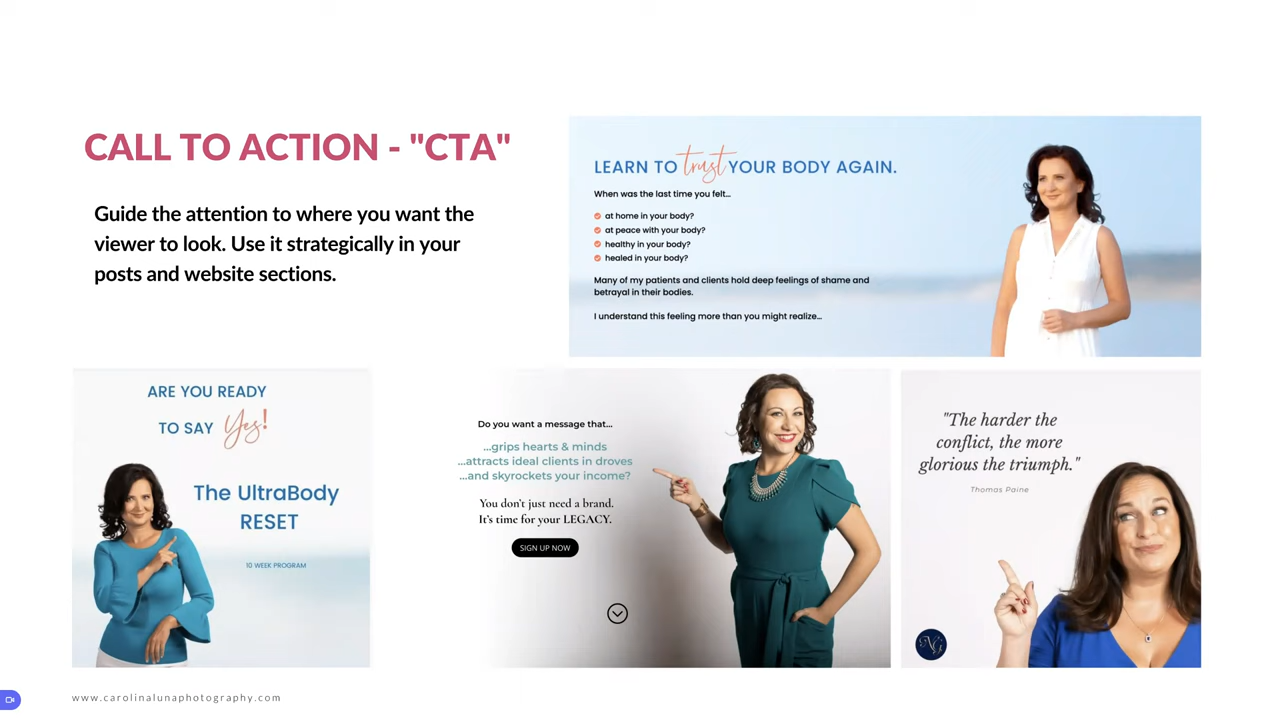 CALL TO ACTION - "CTA"
Guide the attention to where you want the
viewer to look. Use it strategically in your
posts and website sections.
LEARN TO trust YOUR BODY AGAIN.
When was the last time you felt...
at home in your body?
at peace with your body?
healthy in your body?
healed in your body?
Many of my patients and clients hold deep feelings of shame and
betrayal in their bodies.
I understand this feeling more than you might realize...
ARE YOU READY
TO SAY Yes!
The UltraBody
RESET
10 WEEK PROGRAM
Do you want a message that...
...grips hearts & minds
...attracts ideal clients in droves
...and skyrockets your income?
You don't just need a brand.
It's time for your LEGACY.
SIGN UP NOW
"The harder the
conflict, the more
glorious the triumph."
Thomas Paine
NG
www.carolinalunaphotography.com